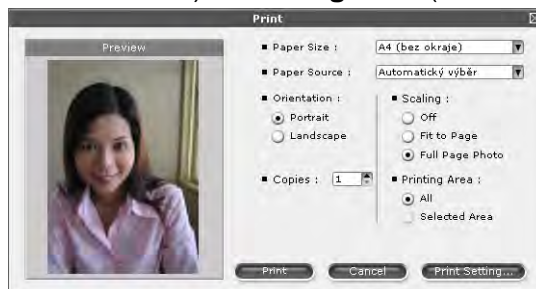 Print
Preview
Paper Size :
A4 (bez okraje)
Paper Source :
Automatický výběr
Orientation :
Portrait
Landscape
Scaling :
Off
Fit to Page
Full Page Photo
Copies :
1
Printing Area :
All
Selected Area
Print
Cancel
Print Setting...